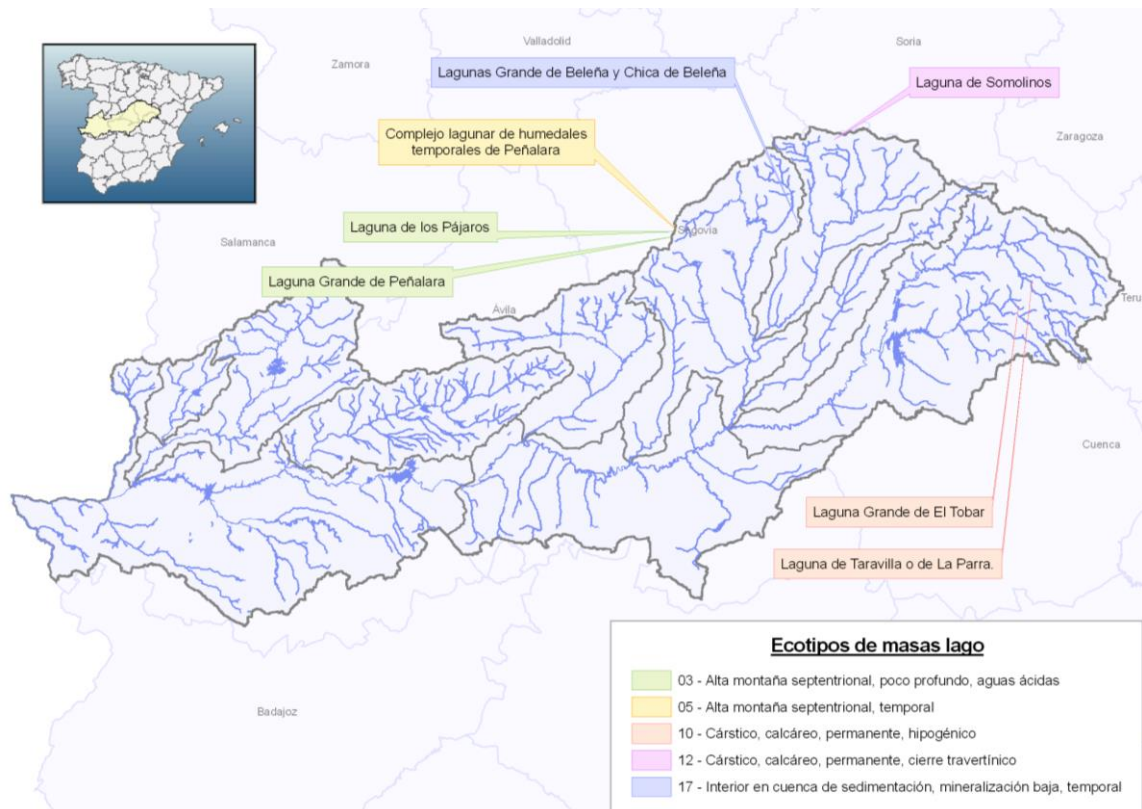 Valladolid
Soria
Zamora
Lagunas Grande de Beleña y Chica de Beleña
Laguna de Somolinos
Complejo lagunar de humedales
temporales de Peñalara
Zaragoza
Laguna de los Pájaros
Segovia
Salamanca
Laguna Grande de Peñalara
Teru
Ávila
Cuenca
Laguna Grande de El Tobar
Laguna de Taravilla o de La Parra.
Badajoz
Ecotipos de masas lago
03 - Alta montaña septentrional, poco profundo, aguas ácidas
05 - Alta montaña septentrional, temporal
10 - Cárstico, calcáreo, permanente, hipogénico
12 - Cárstico, calcáreo, permanente, cierre travertínico
17 - Interior en cuenca de sedimentación, mineralización baja, temporal